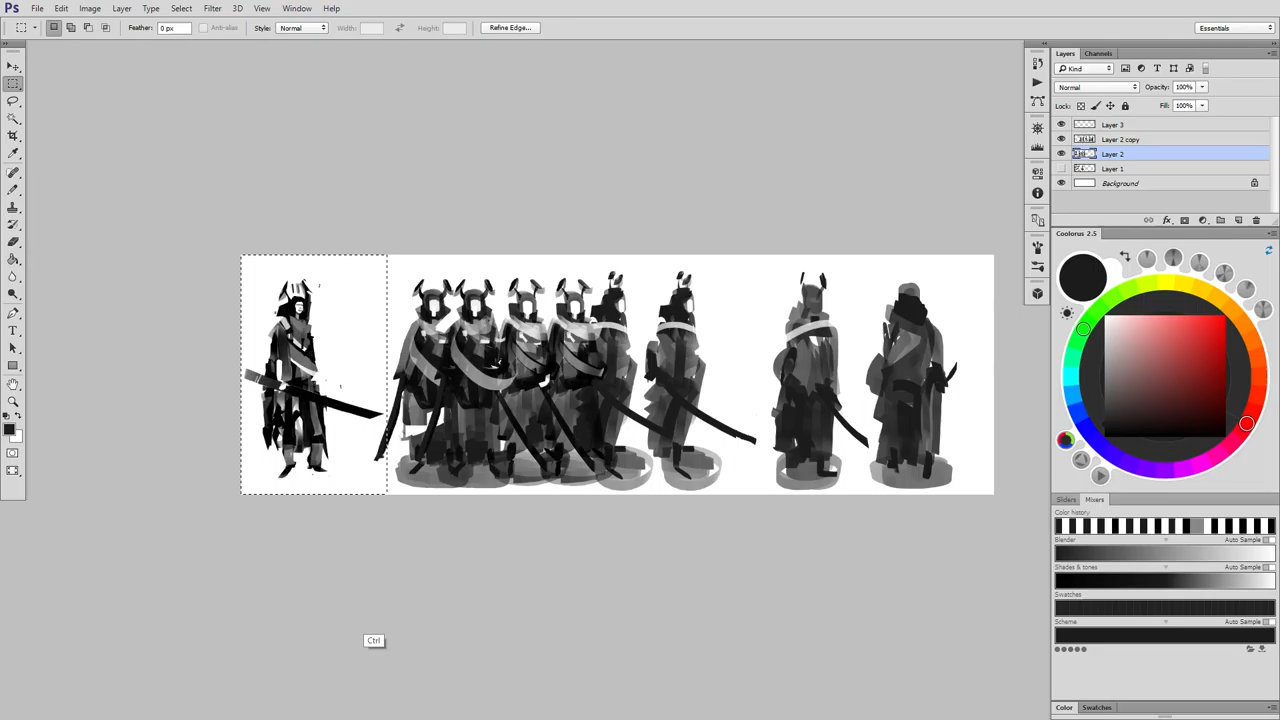 Ps File Edit Image Layer Type Select Filter 3D View Window Help
Feather: 0 px Anti-alias Style: Normal Width: Height: Refine Edge... Essentials
Layers Channels
Kind
Normal Opacity: 100%
Lock: Fill: 100%
Layer 3
Layer 2 copy
Layer 2
Layer 1
Background
fx
Coolorus 2.5
Sliders Mixers
Color history
Blender Auto Sample
Shades & tones Auto Sample
Swatches
Scheme Auto Sample
Ctrl
Color Swatches